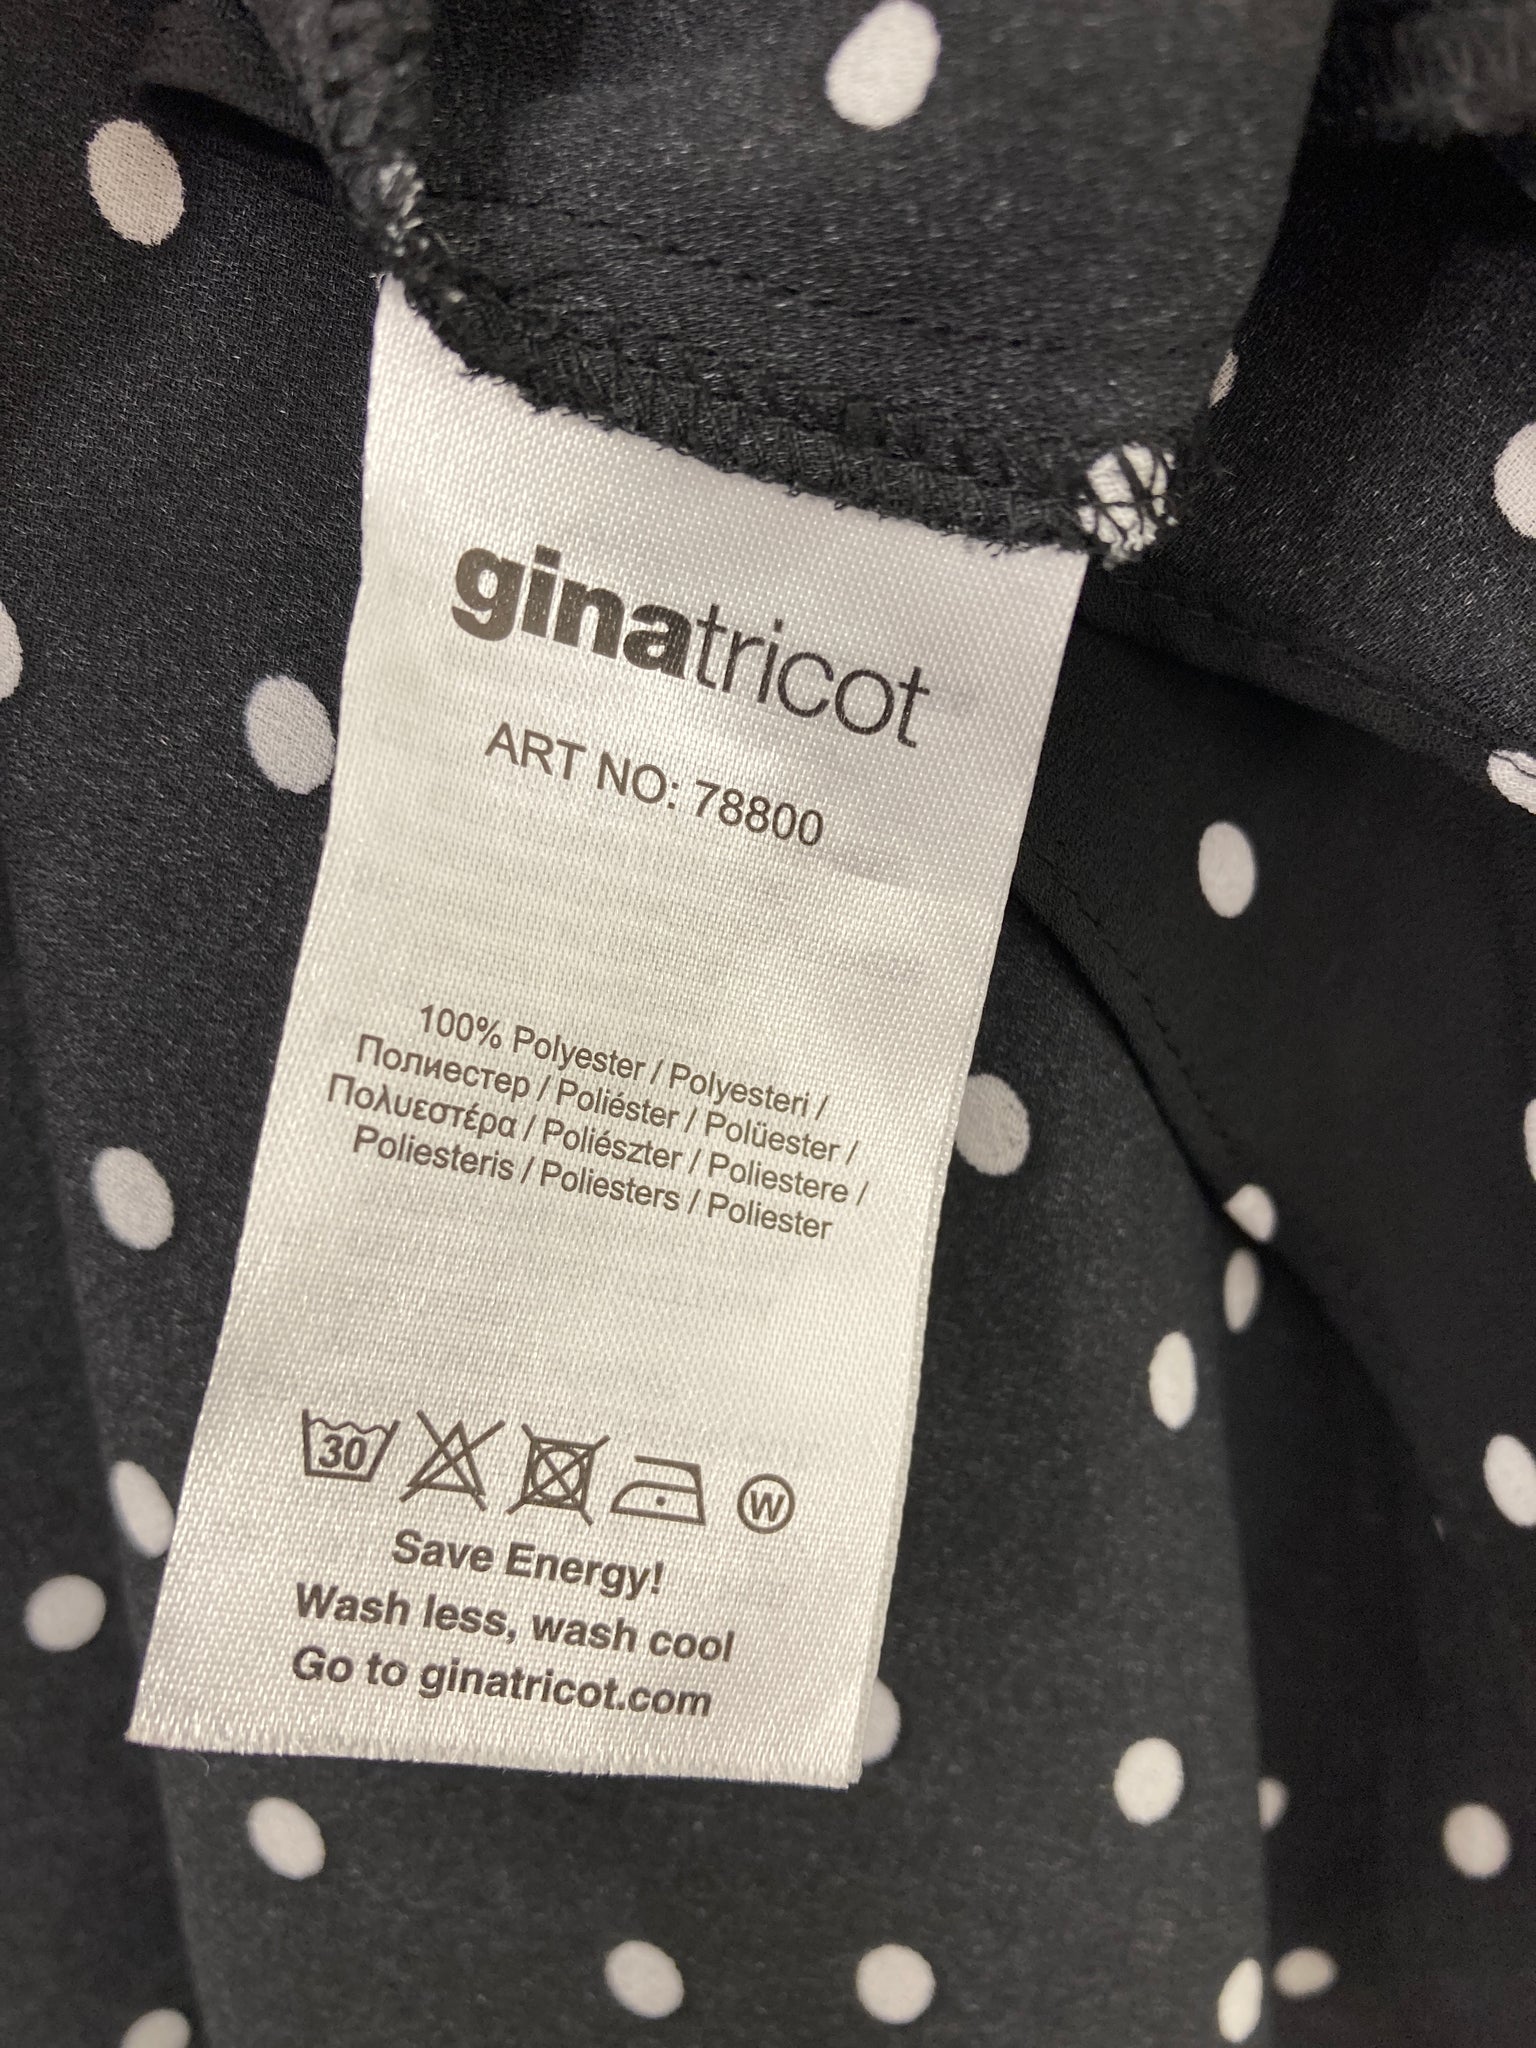 ginatricot
ART NO: 78800
100% Polyester / Polyesteri /
Полиестер / Poliéster / Polüester /
Πολυεστέρα / Poliészter / Poliestere /
Poliesteris / Poliesters / Poliester
30
W
Save Energy!
Wash less, wash cool
Go to ginatricot.com